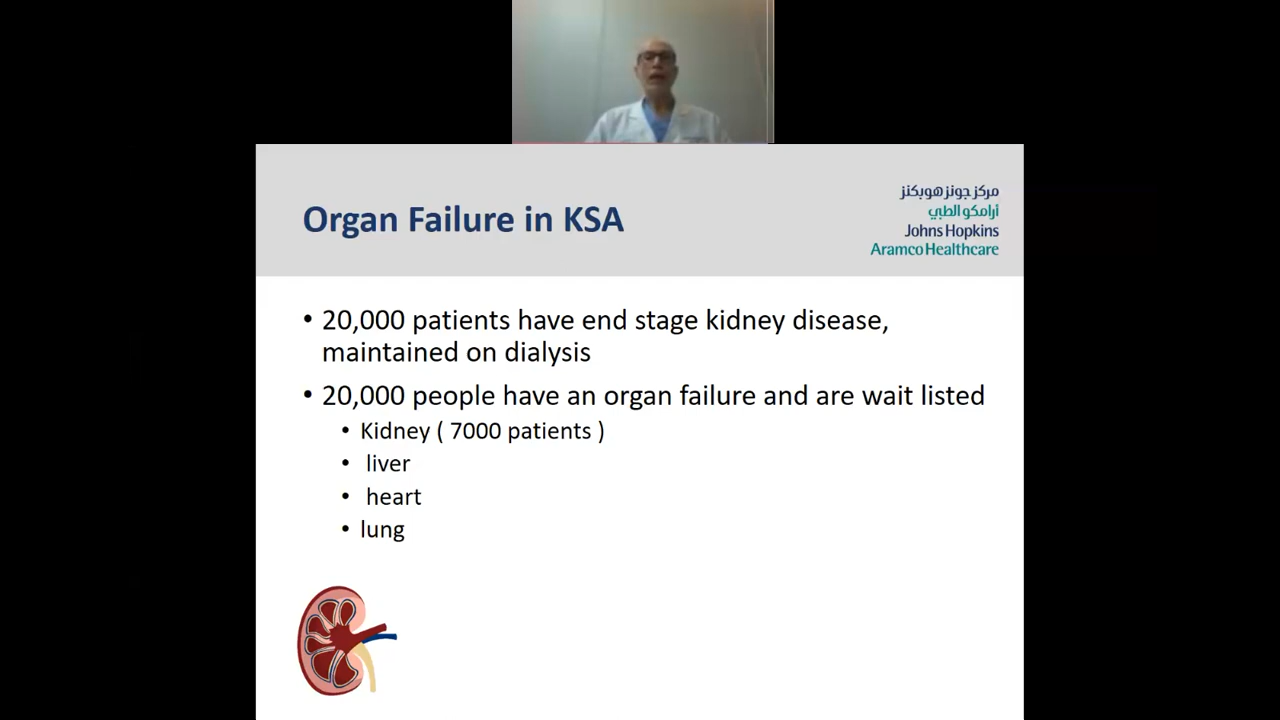 Organ Failure in KSA
مركز جونز هوبكنز
أرامكو الطبي
Johns Hopkins
Aramco Healthcare
• 20,000 patients have end stage kidney disease,
maintained on dialysis
• 20,000 people have an organ failure and are wait listed
• Kidney ( 7000 patients )
• liver
• heart
• lung